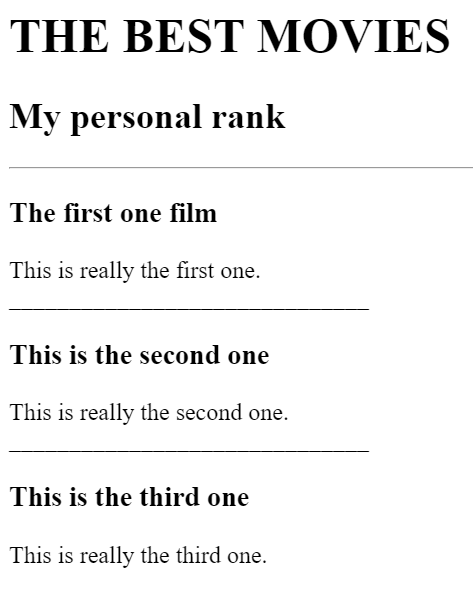 THE BEST MOVIES
My personal rank
The first one film
This is really the first one.
______________________________
This is the second one
This is really the second one.
______________________________
This is the third one
This is really the third one.